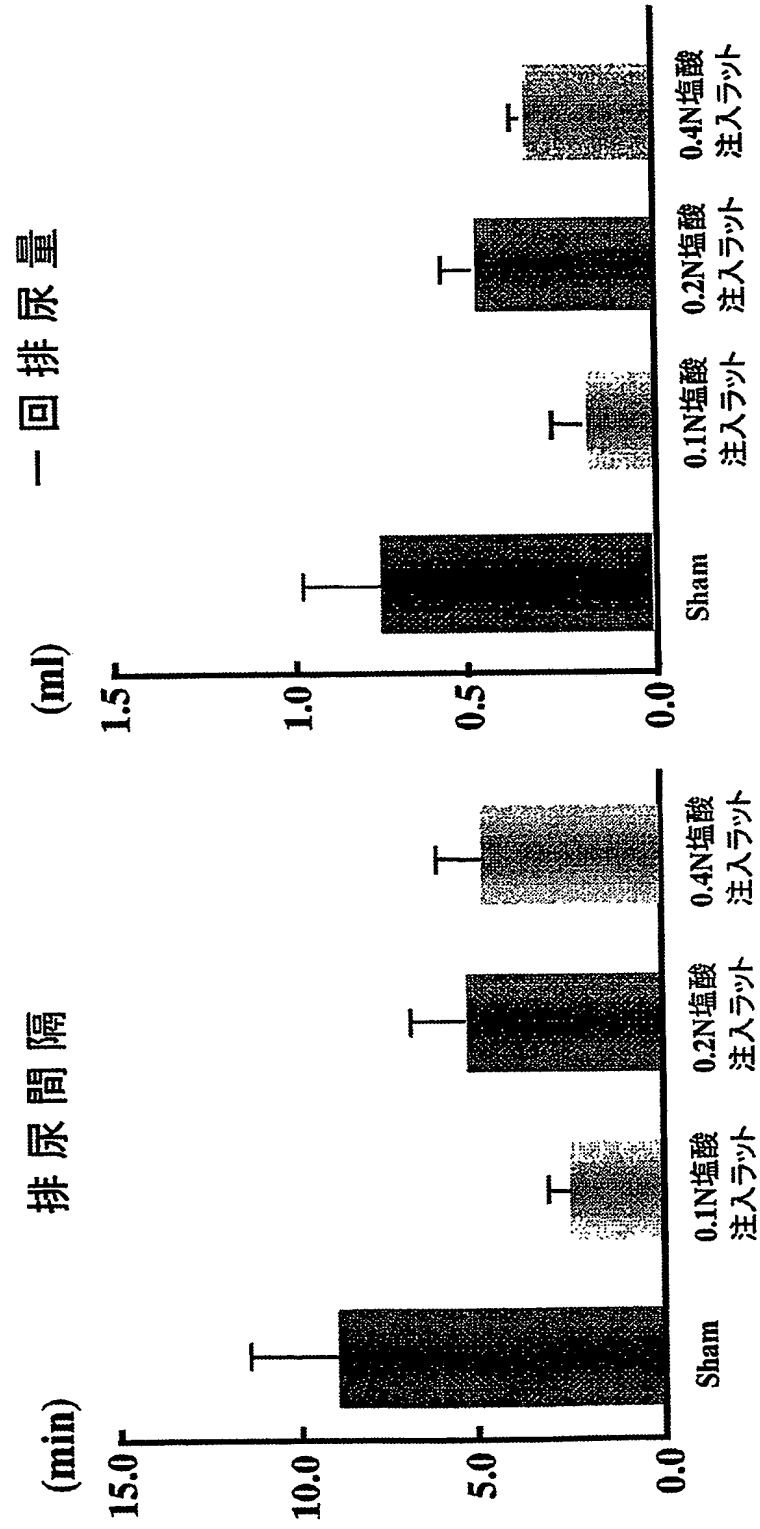 排尿間隔
(min)
15.0
10.0
5.0
0.0
Sham
0.1N塩酸
注入ラット
0.2N塩酸
注入ラット
0.4N塩酸
注入ラット
一回排尿量
(ml)
1.5
1.0
0.5
0.0
Sham
0.1N塩酸
注入ラット
0.2N塩酸
注入ラット
0.4N塩酸
注入ラット